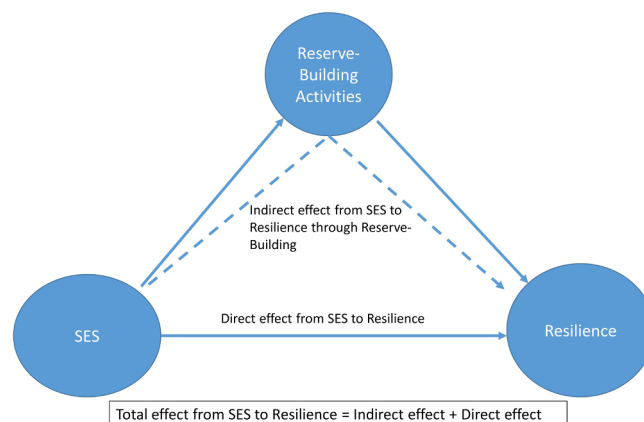 Reserve-
Building
Activities
Indirect effect from SES to
Resilience through Reserve-
Building
Direct effect from SES to Resilience
SES
Resilience
Total effect from SES to Resilience = Indirect effect + Direct effect